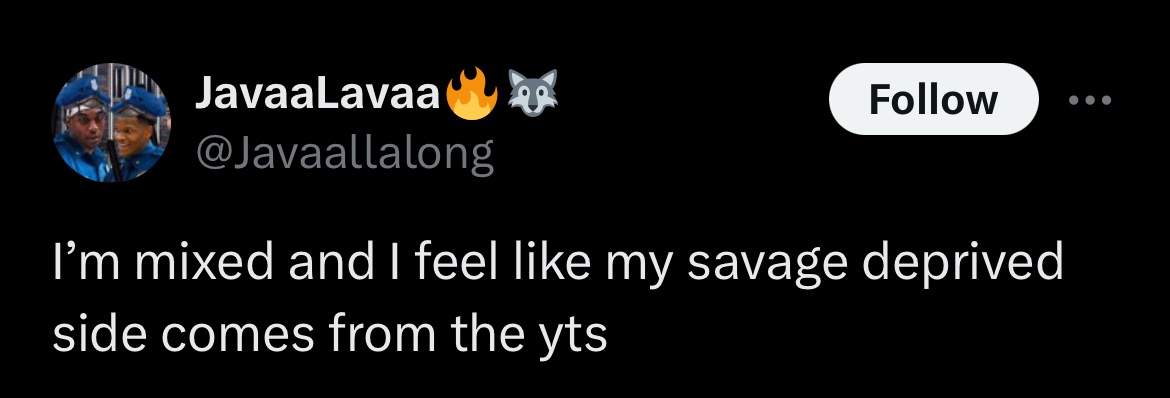 JavaaLavaa🔥🐺
Follow
@Javaallalong
I’m mixed and I feel like my savage deprived
side comes from the yts